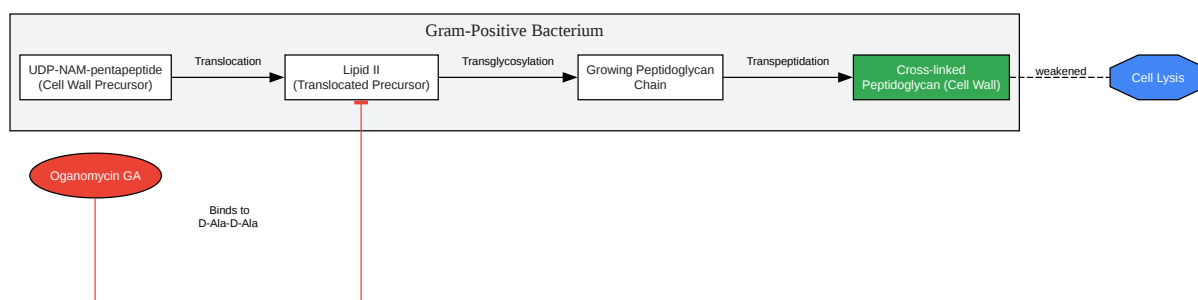 Gram-Positive Bacterium
UDP-NAM-pentapeptide
(Cell Wall Precursor)
Translocation
Lipid II
(Translocated Precursor)
Transglycosylation
Growing Peptidoglycan
Chain
Transpeptidation
Cross-linked
Peptidoglycan (Cell Wall)
weakened
Cell Lysis
Oganomycin GA
Binds to
D-Ala-D-Ala